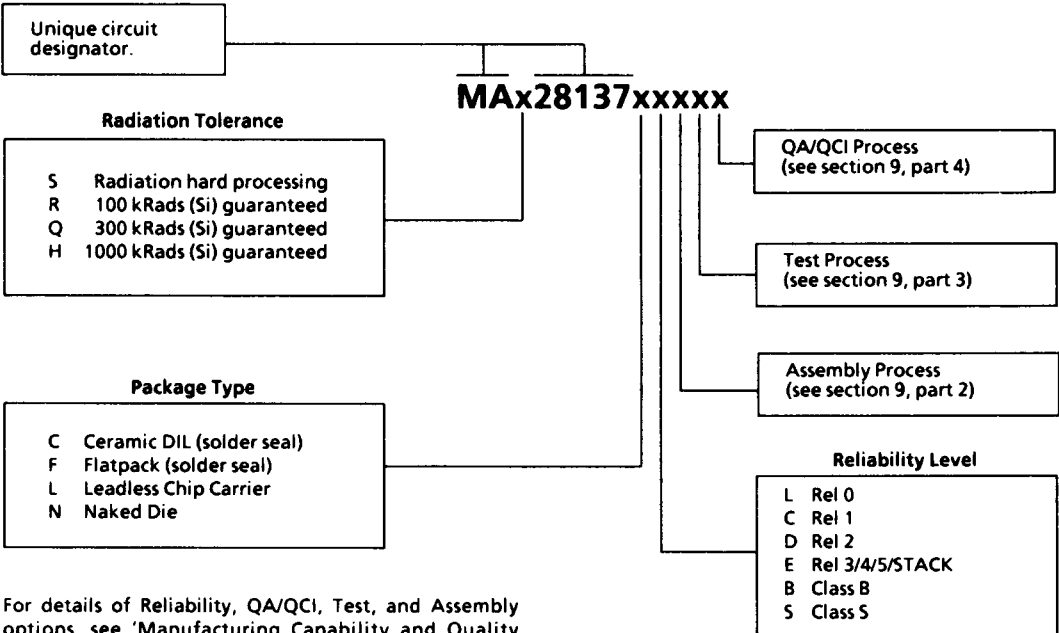 Unique circuit
designator.
MAx28137xxxxx
Radiation Tolerance
S Radiation hard processing
R 100 kRads (Si) guaranteed
Q 300 kRads (Si) guaranteed
H 1000 kRads (Si) guaranteed
QA/QCI Process
(see section 9, part 4)
Test Process
(see section 9, part 3)
Assembly Process
(see section 9, part 2)
Package Type
C Ceramic DIL (solder seal)
F Flatpack (solder seal)
L Leadless Chip Carrier
N Naked Die
Reliability Level
L Rel 0
C Rel 1
D Rel 2
E Rel 3/4/5/STACK
B Class B
S Class S
For details of Reliability, QA/QCI, Test, and Assembly
options, see 'Manufacturing Capability and Quality